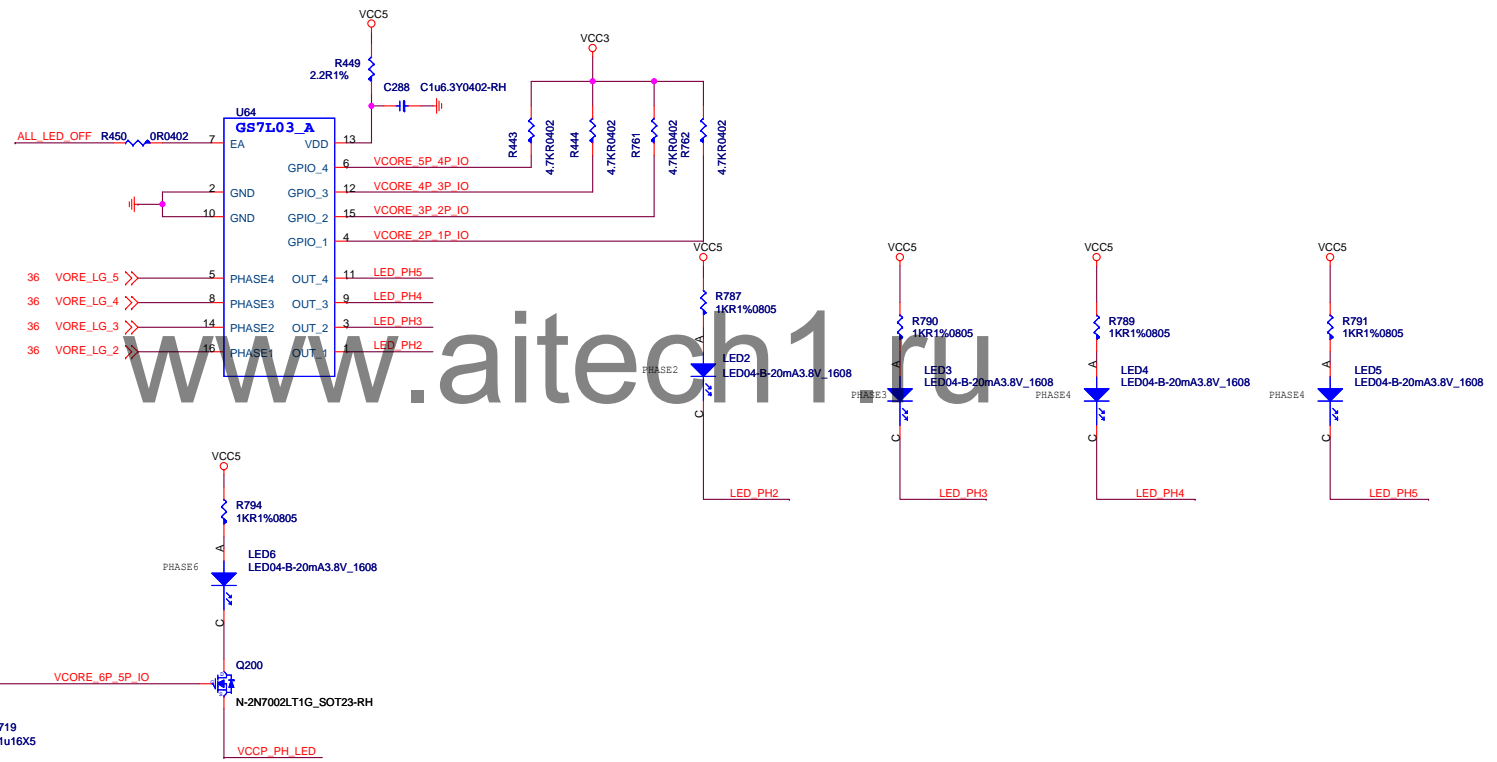 VCC5
R449
2.2R1%
C288 C1u6.3Y0402-RH
VCC3
R443
4.7KR0402
R444
4.7KR0402
R761
4.7KR0402
R762
4.7KR0402
U64
GS7L03_A
ALL_LED_OFF R450 0R0402 7 EA VDD 13
GPIO_4 6 VCORE_5P_4P_IO
2 GND GPIO_3 12 VCORE_4P_3P_IO
10 GND GPIO_2 15 VCORE_3P_2P_IO
GPIO_1 4 VCORE_2P_1P_IO
36 VORE_LG_5 5 PHASE4 OUT_4 11 LED_PH5
36 VORE_LG_4 8 PHASE3 OUT_3 9 LED_PH4
36 VORE_LG_3 14 PHASE2 OUT_2 3 LED_PH3
36 VORE_LG_2 16 PHASE1 OUT_1 1 LED_PH2
www.aitech1.ru
VCC5
R787
1KR1%0805
A
PHASE2
LED2
LED04-B-20mA3.8V_1608
C
LED_PH2
VCC5
R790
1KR1%0805
A
PHASE3
LED3
LED04-B-20mA3.8V_1608
C
LED_PH3
VCC5
R789
1KR1%0805
A
PHASE4
LED4
LED04-B-20mA3.8V_1608
C
LED_PH4
VCC5
R791
1KR1%0805
A
PHASE4
LED5
LED04-B-20mA3.8V_1608
C
LED_PH5
VCC5
R794
1KR1%0805
A
PHASE6
LED6
LED04-B-20mA3.8V_1608
C
Q200
VCORE_6P_5P_IO
N-2N7002LT1G_SOT23-RH
719
1u16X5
VCCP_PH_LED